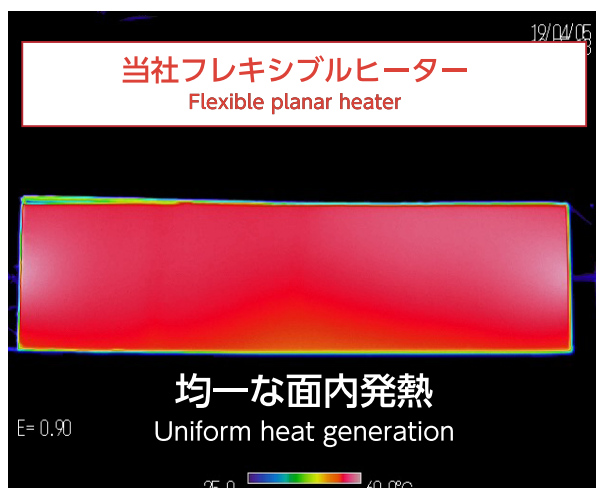 19/04/05
当社フレキシブルヒーター
Flexible planar heater
均一な面内発熱
Uniform heat generation
E= 0.90